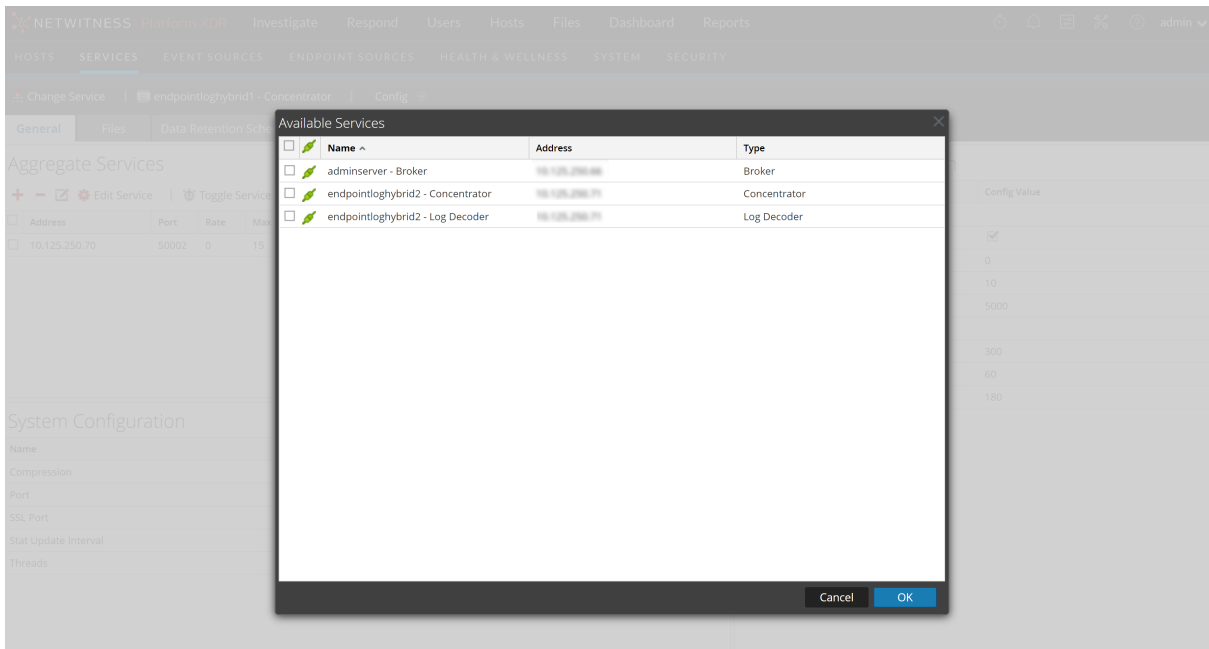 NETWITNESS Platform XDR Investigate Respond Users Hosts Files Dashboard Reports admin
HOSTS SERVICES EVENT SOURCES ENDPOINT SOURCES HEALTH & WELLNESS SYSTEM SECURITY
Change Service | endpointloghybrid1 - Concentrator | Config
General Files Data Retention Sche
Available Services
Name Address Type
adminserver - Broker Broker
endpointloghybrid2 - Concentrator Concentrator
endpointloghybrid2 - Log Decoder Log Decoder
Cancel OK
Aggregate Services
Edit Service | Toggle Service
Address Port Rate Max
10.125.250.70 50002 0 15
Config Value
0
10
5000
300
60
180
System Configuration
Name
Compression
Port
SSL Port
Stat Update Interval
Threads